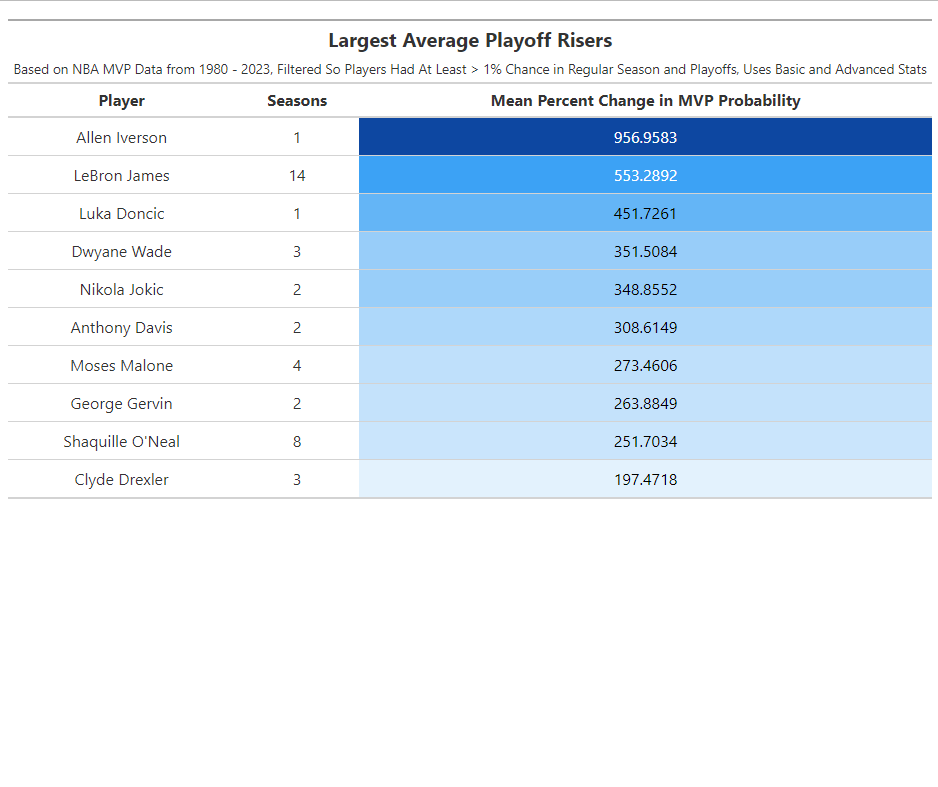 Largest Average Playoff Risers
Based on NBA MVP Data from 1980 - 2023, Filtered So Players Had At Least > 1% Chance in Regular Season and Playoffs, Uses Basic and Advanced Stats
Player Seasons Mean Percent Change in MVP Probability
Allen Iverson 1 956.9583
LeBron James 14 553.2892
Luka Doncic 1 451.7261
Dwyane Wade 3 351.5084
Nikola Jokic 2 348.8552
Anthony Davis 2 308.6149
Moses Malone 4 273.4606
George Gervin 2 263.8849
Shaquille O'Neal 8 251.7034
Clyde Drexler 3 197.4718